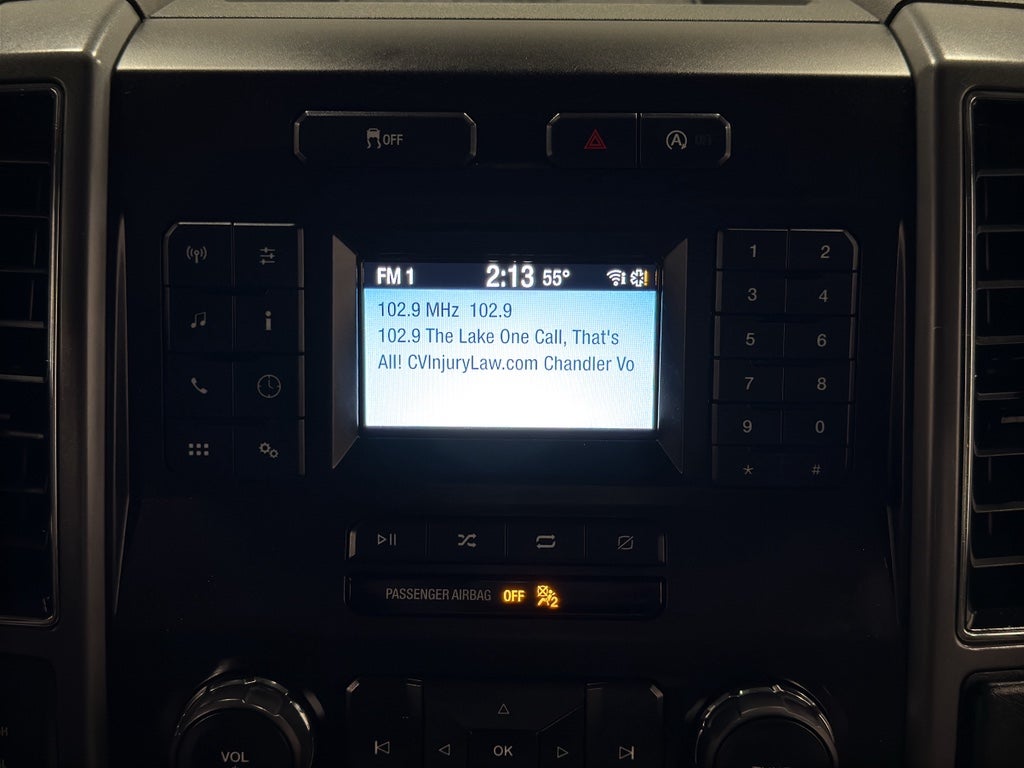 OFF
FM 1 2:13 55°
102.9 MHz 102.9
102.9 The Lake One Call, That's
All! CVInjuryLaw.com Chandler Vo
1 2
3 4
5 6
7 8
9 0
* #
PASSENGER AIRBAG OFF 2
VOL
OK